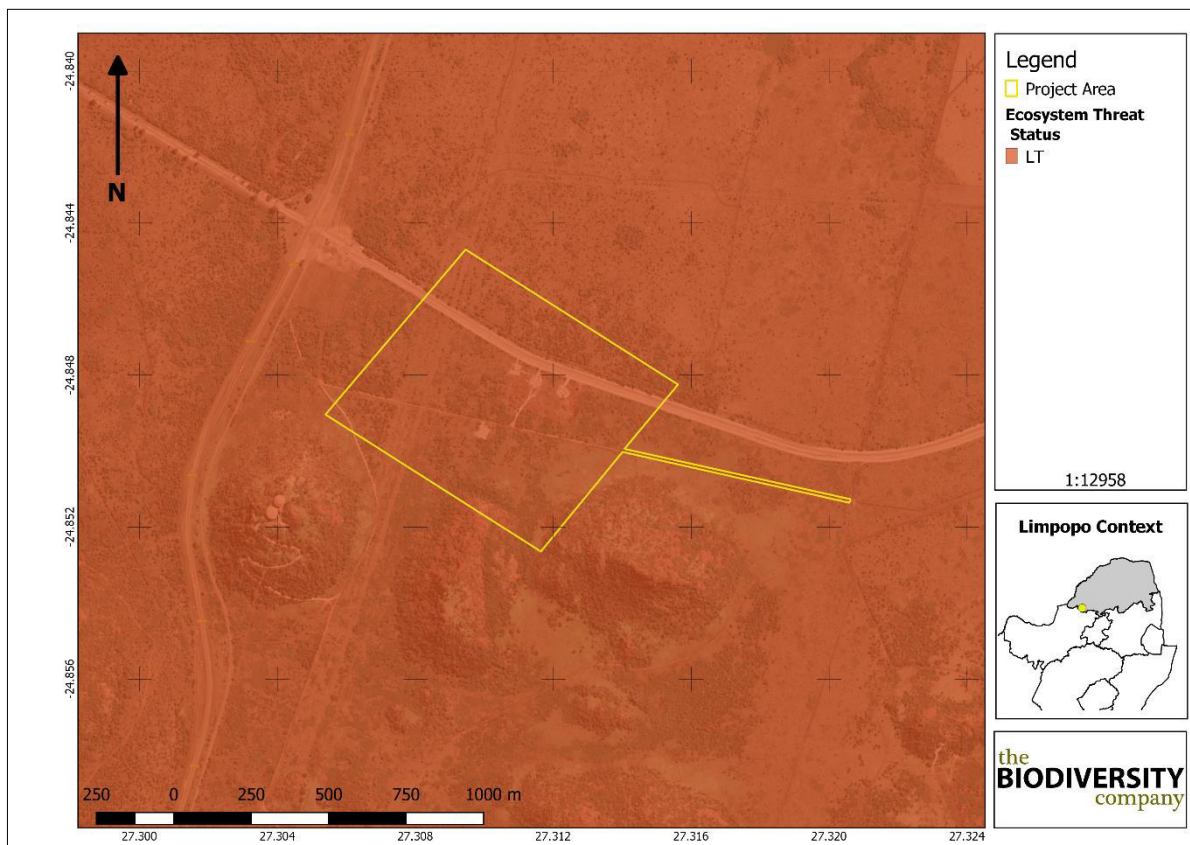 Legend
Project Area
Ecosystem Threat
Status
LT
1:12958
Limpopo Context
the
BIODIVERSITY
company
N
-24.840
-24.844
-24.848
-24.852
-24.856
250 0 250 500 750 1000 m
27.300 27.304 27.308 27.312 27.316 27.320 27.324